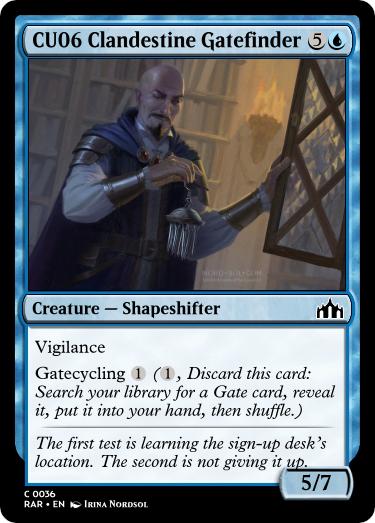 CU06 Clandestine Gatefinder 5
Creature — Shapeshifter
Vigilance
Gatecycling 1 (1, Discard this card:
Search your library for a Gate card, reveal
it, put it into your hand, then shuffle.)
The first test is learning the sign-up desk's
location. The second is not giving it up.
5/7
C 0036
RAR • EN Irina Nordsol